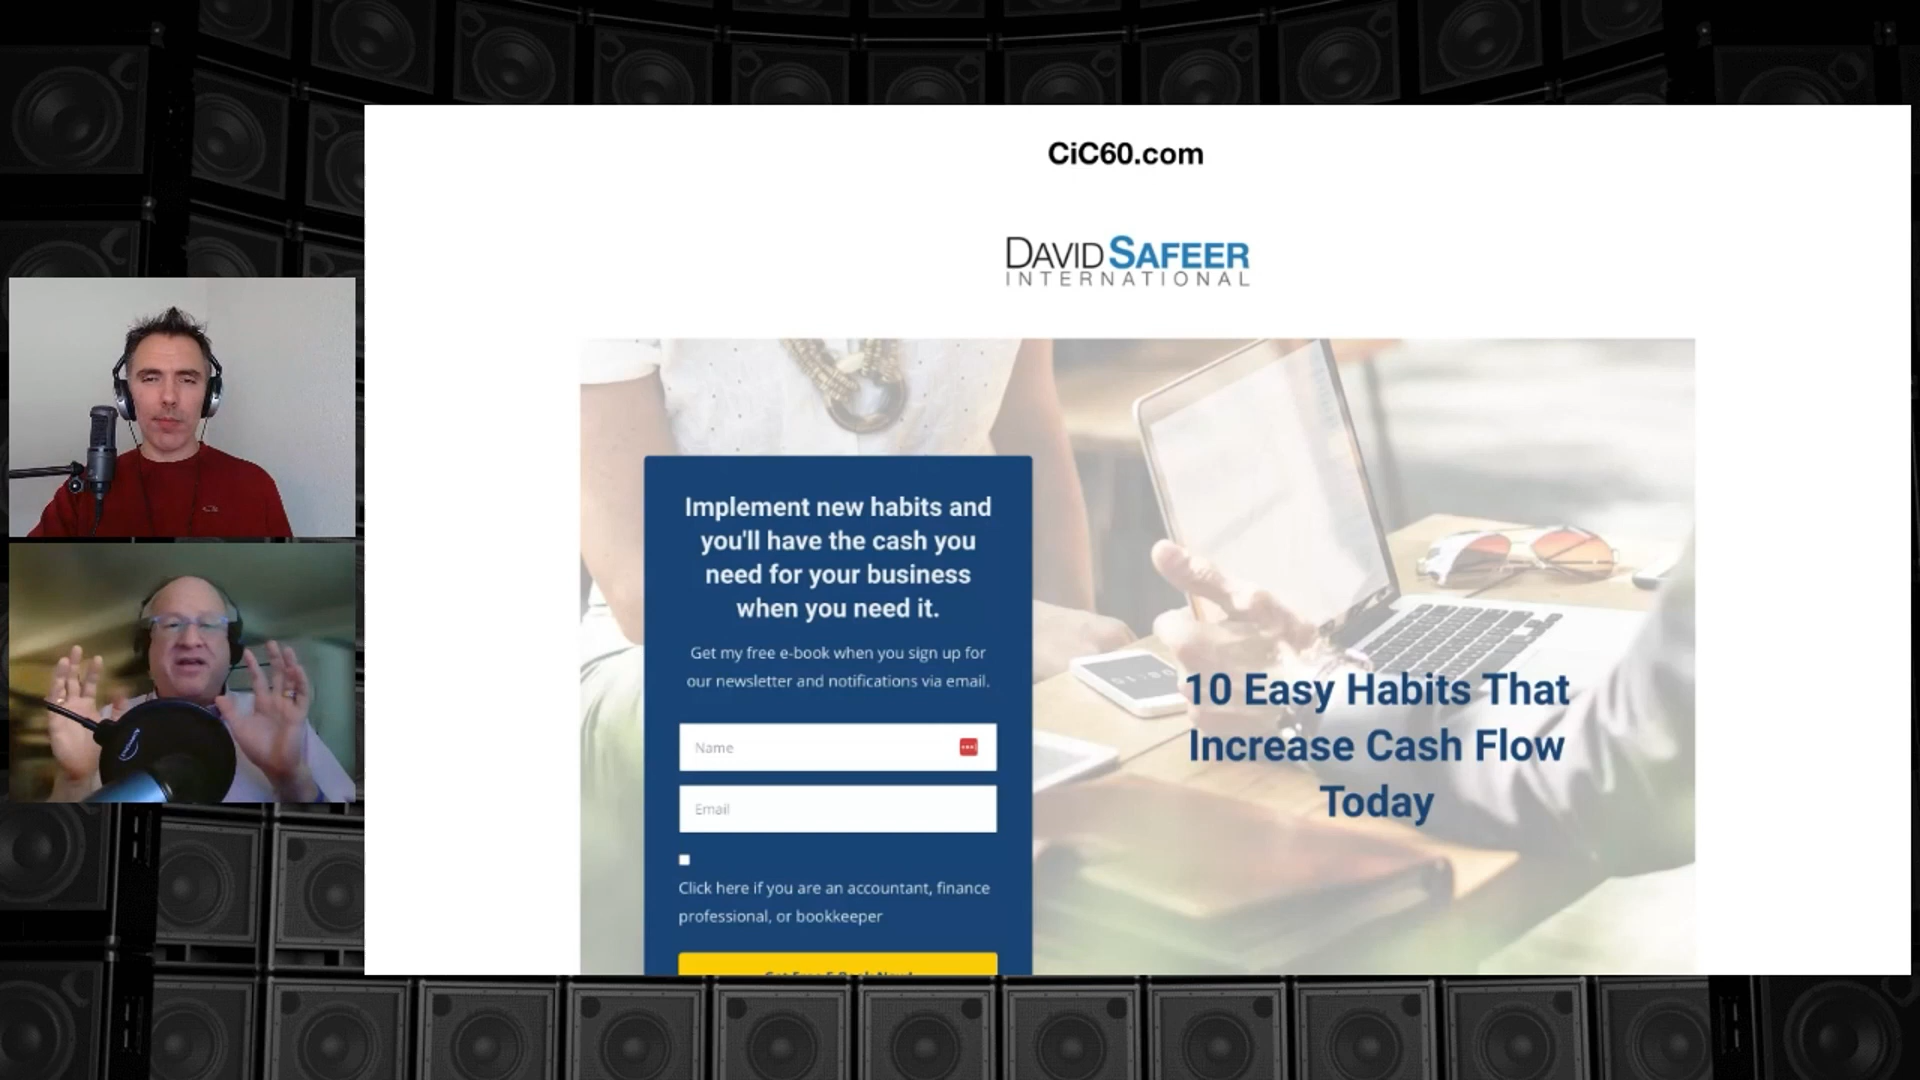 CiC60.com
DAVID SAFEER
INTERNATIONAL
Implement new habits and
you'll have the cash you
need for your business
when you need it.
Get my free e-book when you sign up for
our newsletter and notifications via email.
Name
Email
Click here if you are an accountant, finance
professional, or bookkeeper
10 Easy Habits That
Increase Cash Flow
Today